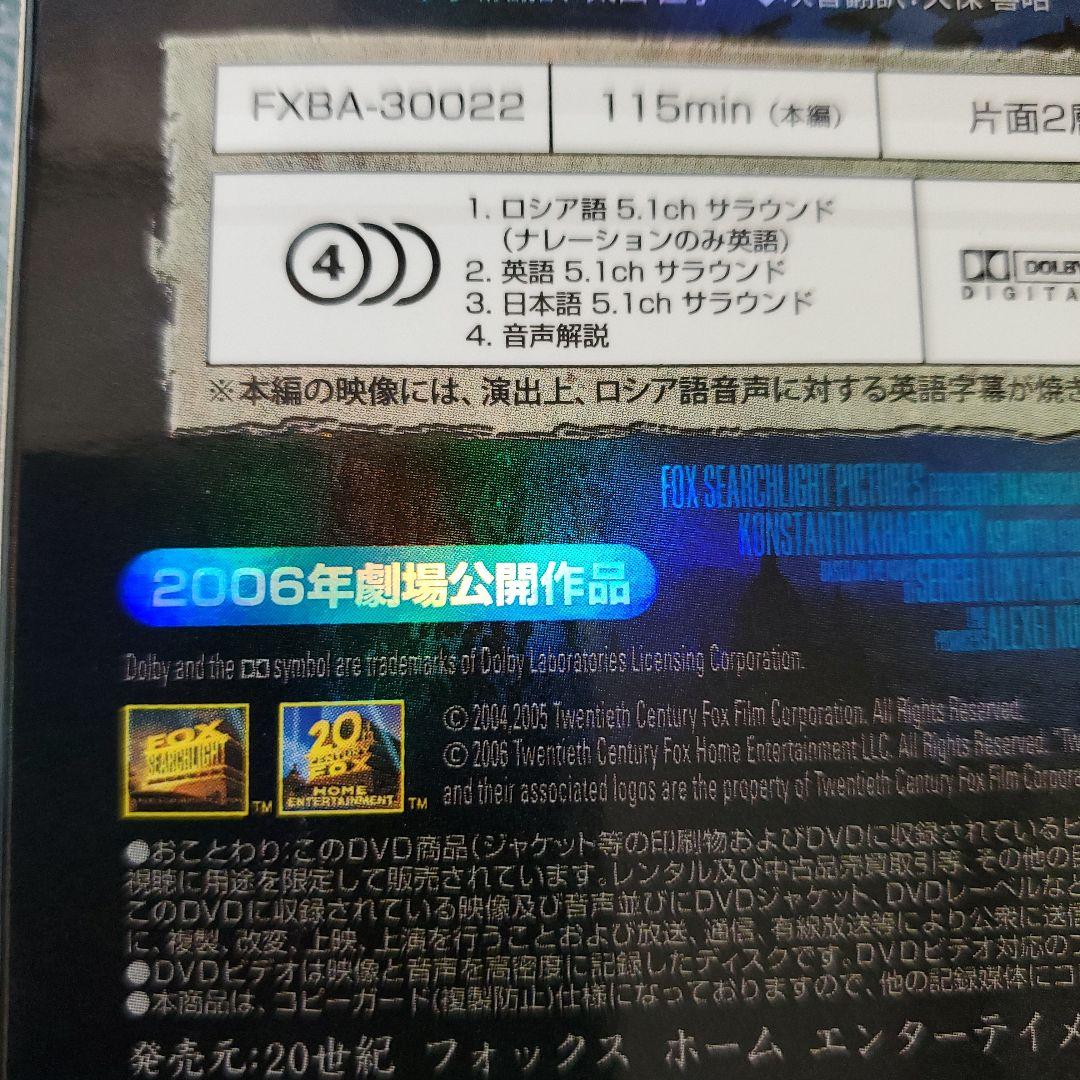 FXBA-30022
115min (本編)
片面2層
4
1. ロシア語 5.1ch サラウンド
(ナレーションのみ英語)
2. 英語 5.1ch サラウンド
3. 日本語 5.1ch サラウンド
4. 音声解説
DOLBY
DIGITA
※本編の映像には、演出上、ロシア語音声に対する英語字幕が焼き
FOX SEARCHLIGHT PICTURES
KONSTANTIN KHABENSKY
2006年劇場公開作品
Dolby and the symbol are trademarks of Dolby Laboratories Licensing Corporation.
FOX SEARCHLIGHT TM
20th CENTURY FOX HOME ENTERTAINMENT TM
© 2004,2005 Twentieth Century Fox Film Corporation. All Rights Reserved.
© 2006 Twentieth Century Fox Home Entertainment LLC. All Rights Reserved. "Tw
and their associated logos are the property of Twentieth Century Fox Film Corpora
●おことわり:このDVD商品(ジャケット等の印刷物およびDVDに収録されているビ
視聴に用途を限定して販売されています。レンタル及び中古品売買取引等、その他の目
このDVDに収録されている映像及び音声並びにDVDジャケット、DVDレーベルなど
に、複製、改変、上映、上演を行うことおよび放送、通信、有線放送等により公衆に送信
●DVDビデオは映像と音声を高密度に記録したディスクです。DVDビデオ対応のプ
●本商品は、コピーガード(複製防止)仕様になっておりますので、他の記録媒体にコ
発売元:20世紀 フォックス ホーム エンターテイメ